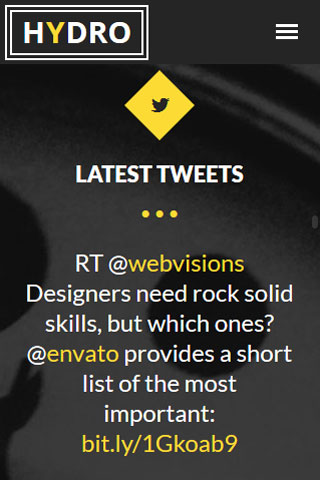 HYDRO
LATEST TWEETS
RT @webvisions
Designers need rock solid
skills, but which ones?
@envato provides a short
list of the most
important:
bit.ly/1Gkoab9